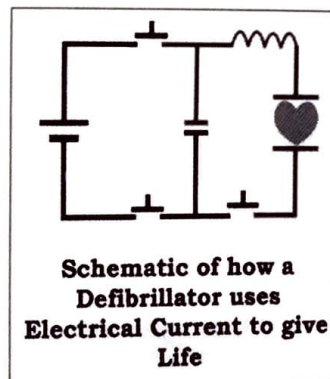 Schematic of how a
Defibrillator uses
Electrical Current to give
Life